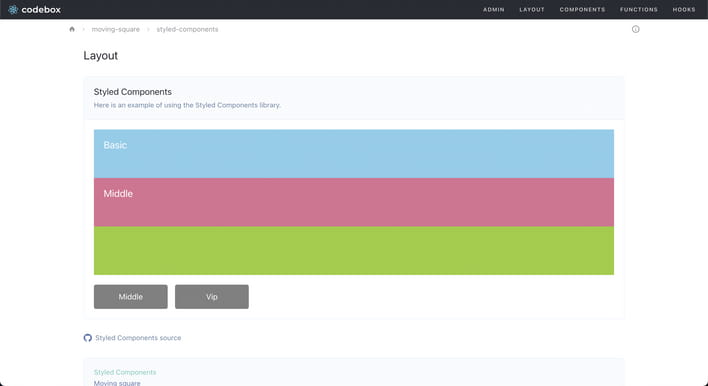 codebox
ADMIN LAYOUT COMPONENTS FUNCTIONS HOOKS
moving-square styled-components
Layout
Styled Components
Here is an example of using the Styled Components library.
Basic
Middle
Middle Vip
Styled Components source
Styled Components
Moving square